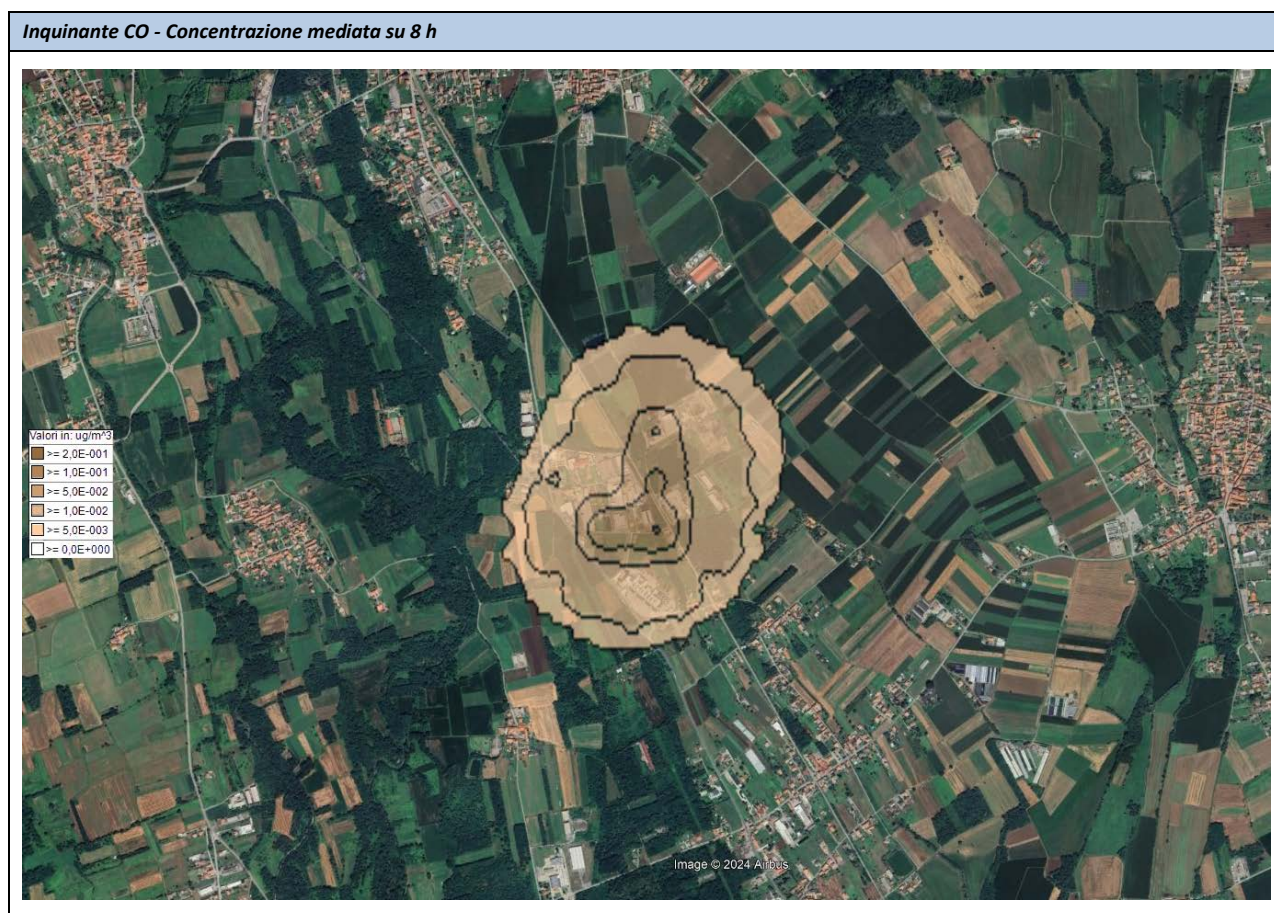 Inquinante CO - Concentrazione mediata su 8 h
Valori in: ug/m^3
>= 2,0E-001
>= 1,0E-001
>= 5,0E-002
>= 1,0E-002
>= 5,0E-003
>= 0,0E+000
Image © 2024 Airbus